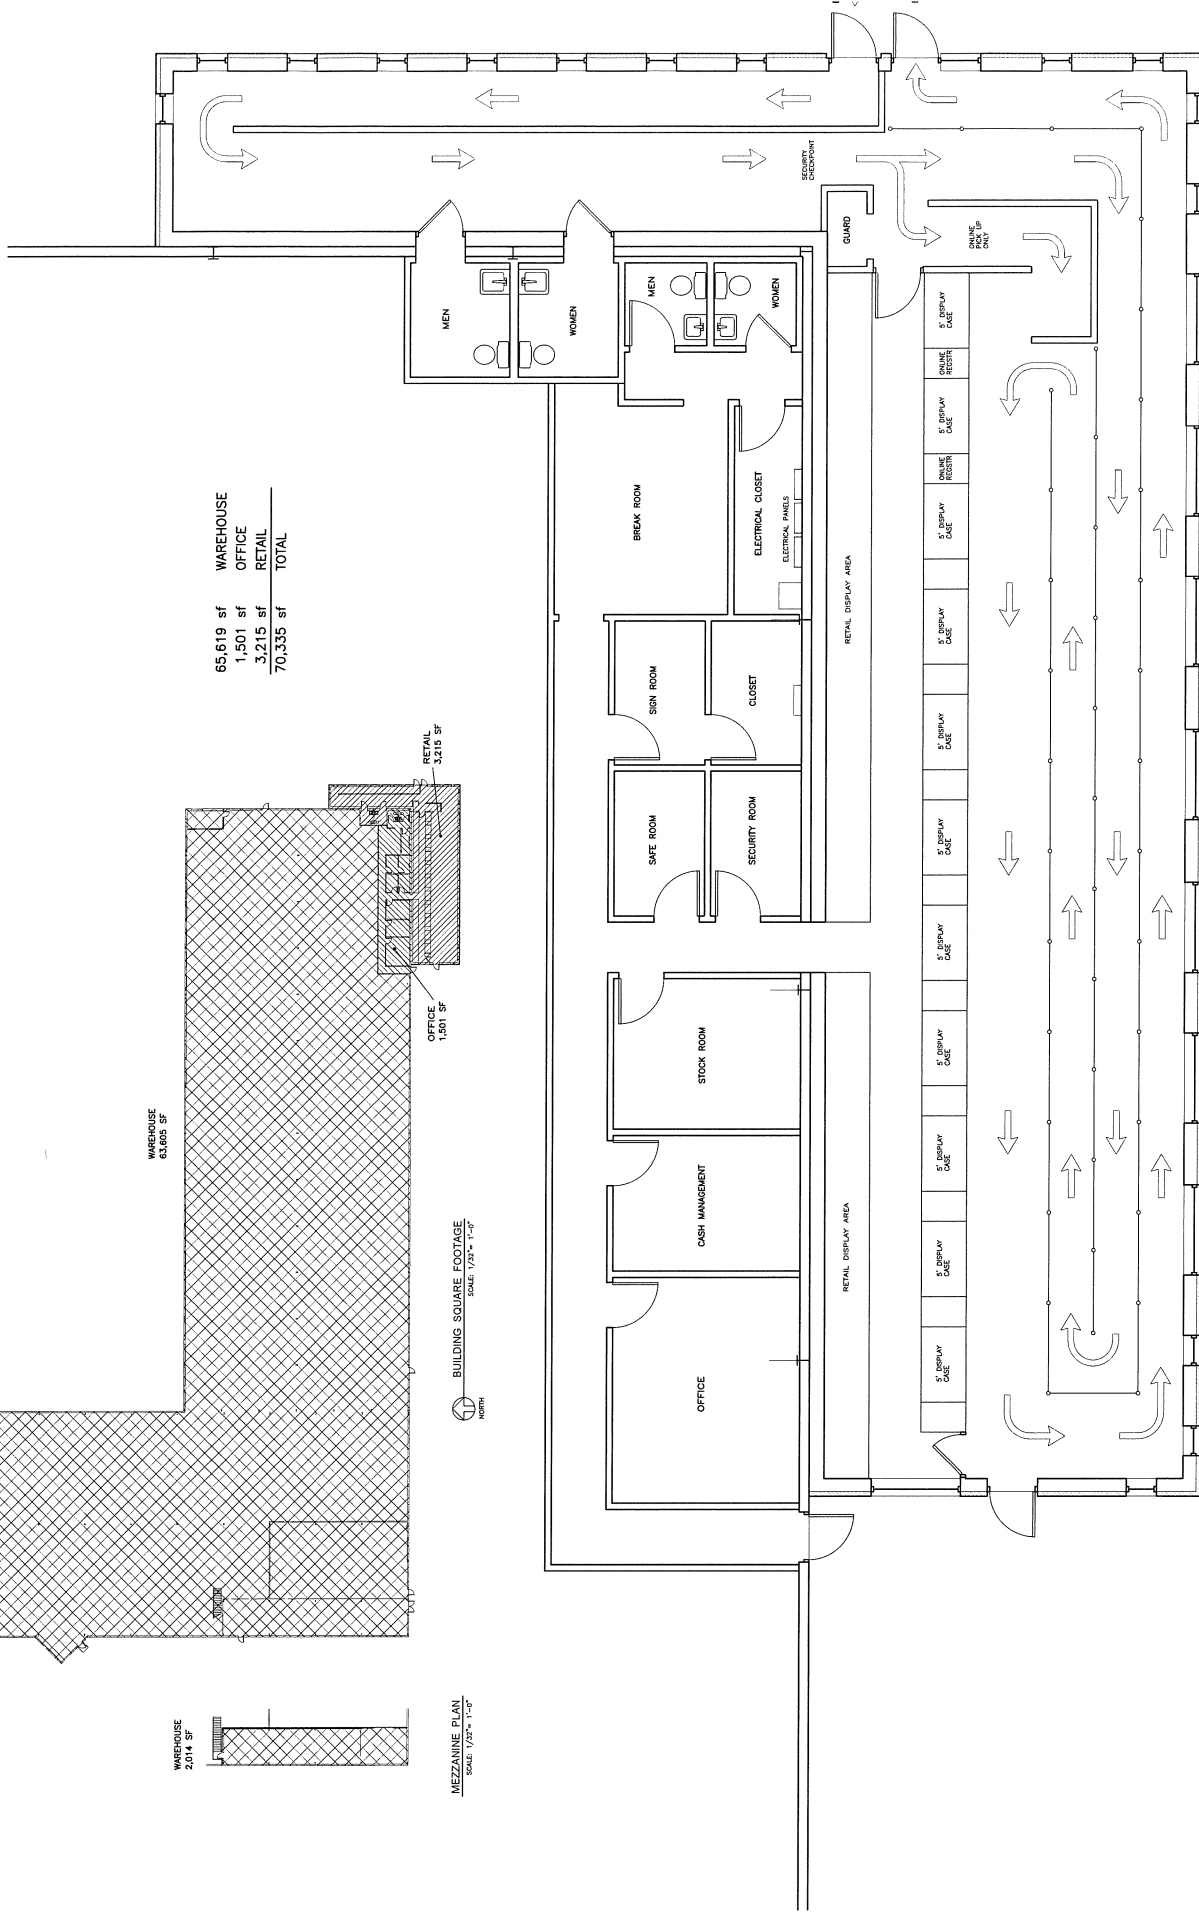 65,619 sf WAREHOUSE
1,501 sf OFFICE
3,215 sf RETAIL
70,335 sf TOTAL
WAREHOUSE
63,605 SF
RETAIL
3,215 SF
OFFICE
1,501 SF
BUILDING SQUARE FOOTAGE
SCALE: 1/32"= 1'-0"
NORTH
WAREHOUSE
2,014 SF
MEZZANINE PLAN
SCALE: 1/32"= 1'-0"
MEN
WOMEN
MEN
WOMEN
BREAK ROOM
ELECTRICAL CLOSET
ELECTRICAL PANELS
SIGN ROOM
CLOSET
SAFE ROOM
SECURITY ROOM
STOCK ROOM
CASH MANAGEMENT
OFFICE
SECURITY
CHECKPOINT
GUARD
ONLINE
PICK UP
ONLY
RETAIL DISPLAY AREA
RETAIL DISPLAY AREA
5' DISPLAY
CASE
ONLINE
REGSTR
5' DISPLAY
CASE
ONLINE
REGSTR
5' DISPLAY
CASE
5' DISPLAY
CASE
5' DISPLAY
CASE
5' DISPLAY
CASE
5' DISPLAY
CASE
5' DISPLAY
CASE
5' DISPLAY
CASE
5' DISPLAY
CASE
5' DISPLAY
CASE